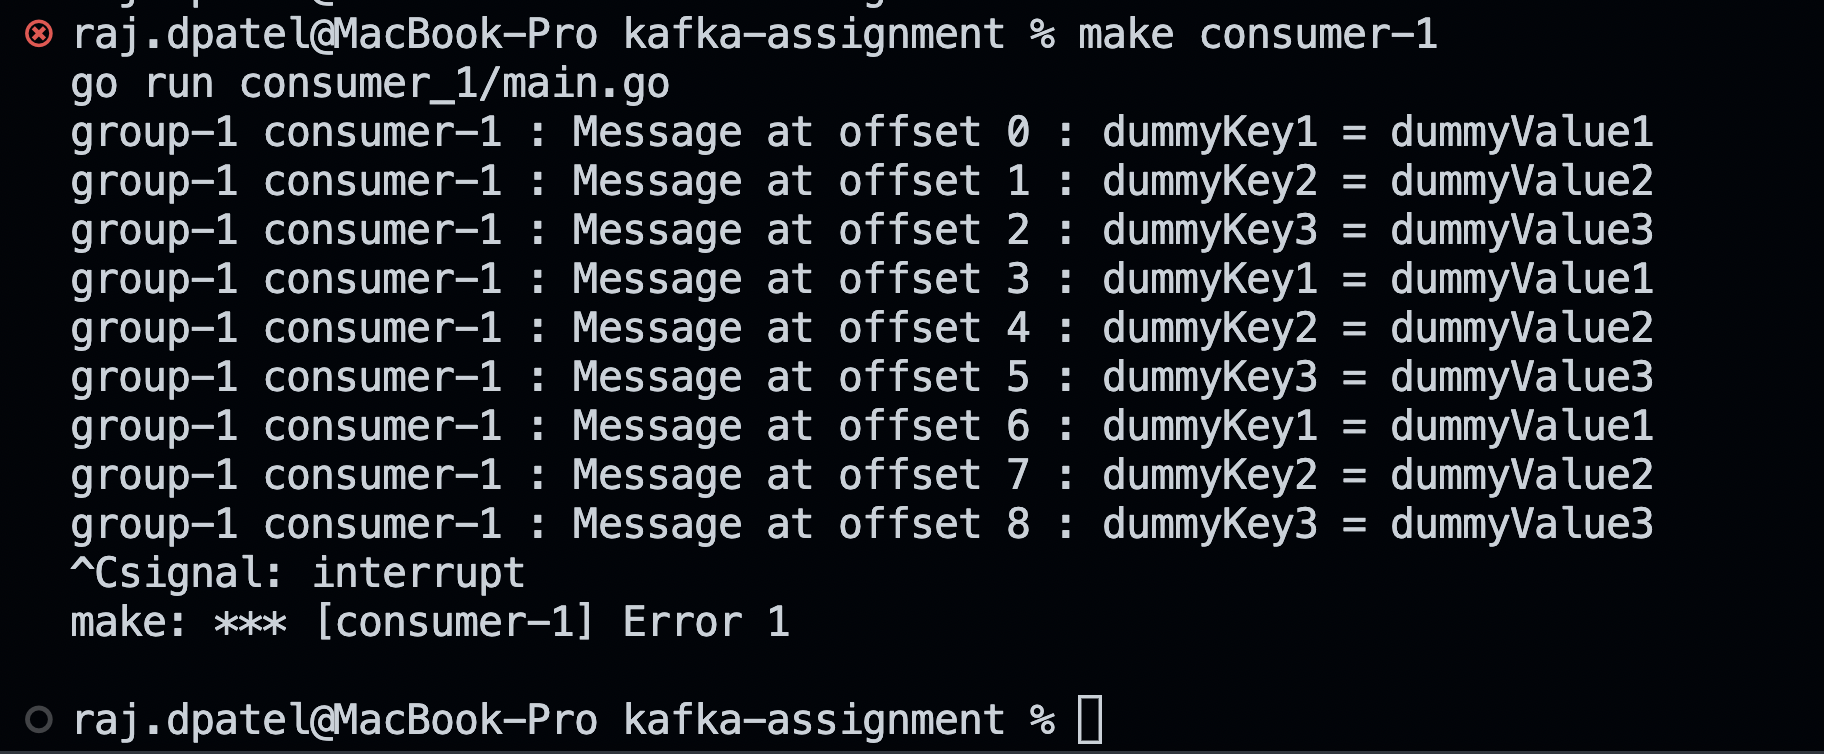 raj.dpatel@MacBook-Pro kafka-assignment % make consumer-1
go run consumer_1/main.go
group-1 consumer-1 : Message at offset 0 : dummyKey1 = dummyValue1
group-1 consumer-1 : Message at offset 1 : dummyKey2 = dummyValue2
group-1 consumer-1 : Message at offset 2 : dummyKey3 = dummyValue3
group-1 consumer-1 : Message at offset 3 : dummyKey1 = dummyValue1
group-1 consumer-1 : Message at offset 4 : dummyKey2 = dummyValue2
group-1 consumer-1 : Message at offset 5 : dummyKey3 = dummyValue3
group-1 consumer-1 : Message at offset 6 : dummyKey1 = dummyValue1
group-1 consumer-1 : Message at offset 7 : dummyKey2 = dummyValue2
group-1 consumer-1 : Message at offset 8 : dummyKey3 = dummyValue3
^Csignal: interrupt
make: *** [consumer-1] Error 1
raj.dpatel@MacBook-Pro kafka-assignment %